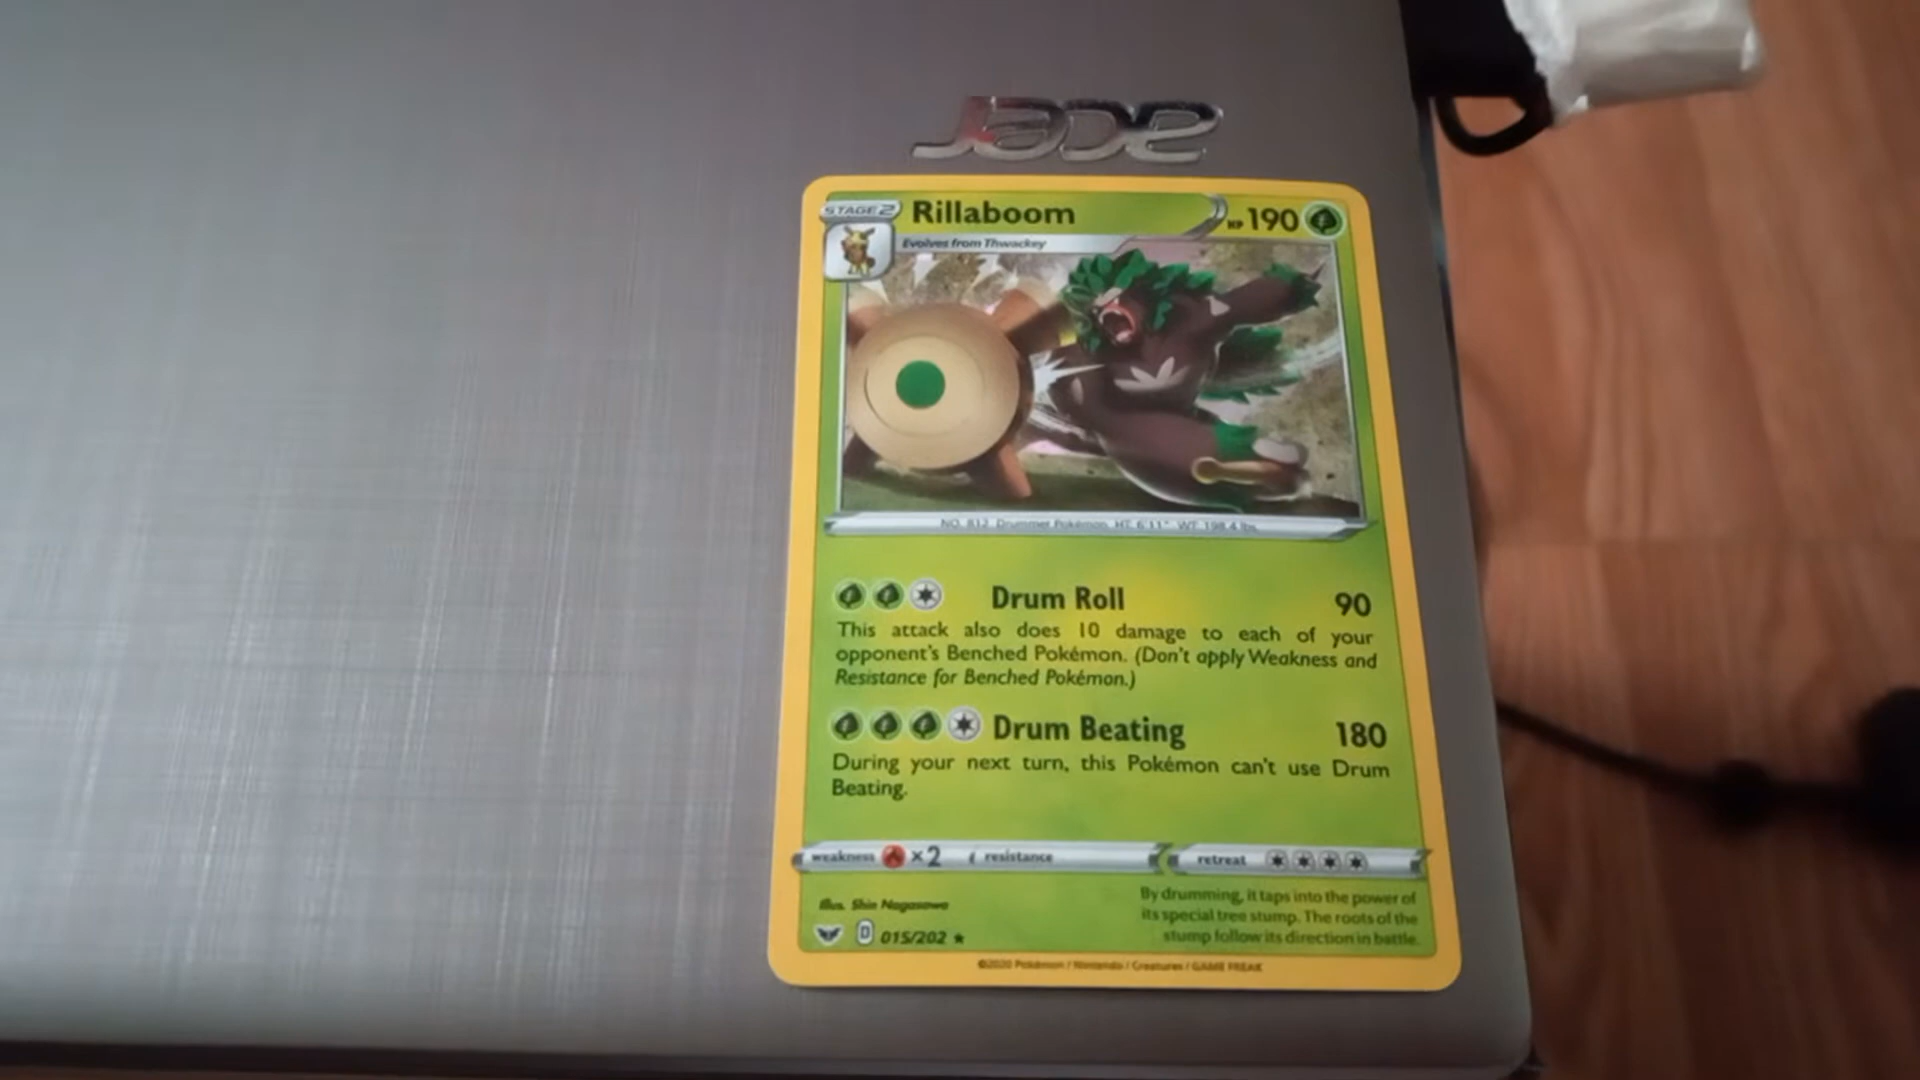 acer
STAGE 2
Rillaboom
HP 190
Evolves from Thwackey
NO. 812 Drummer Pokémon HT: 6'11" WT: 198.4 lbs.
Drum Roll 90
This attack also does 10 damage to each of your
opponent's Benched Pokémon. (Don't apply Weakness and
Resistance for Benched Pokémon.)
Drum Beating 180
During your next turn, this Pokémon can't use Drum
Beating.
weakness ×2 resistance retreat
Illus. Shin Nagasawa
D 015/202 ★
By drumming, it taps into the power of
its special tree stump. The roots of the
stump follow its direction in battle.
©2020 Pokémon / Nintendo / Creatures / GAME FREAK